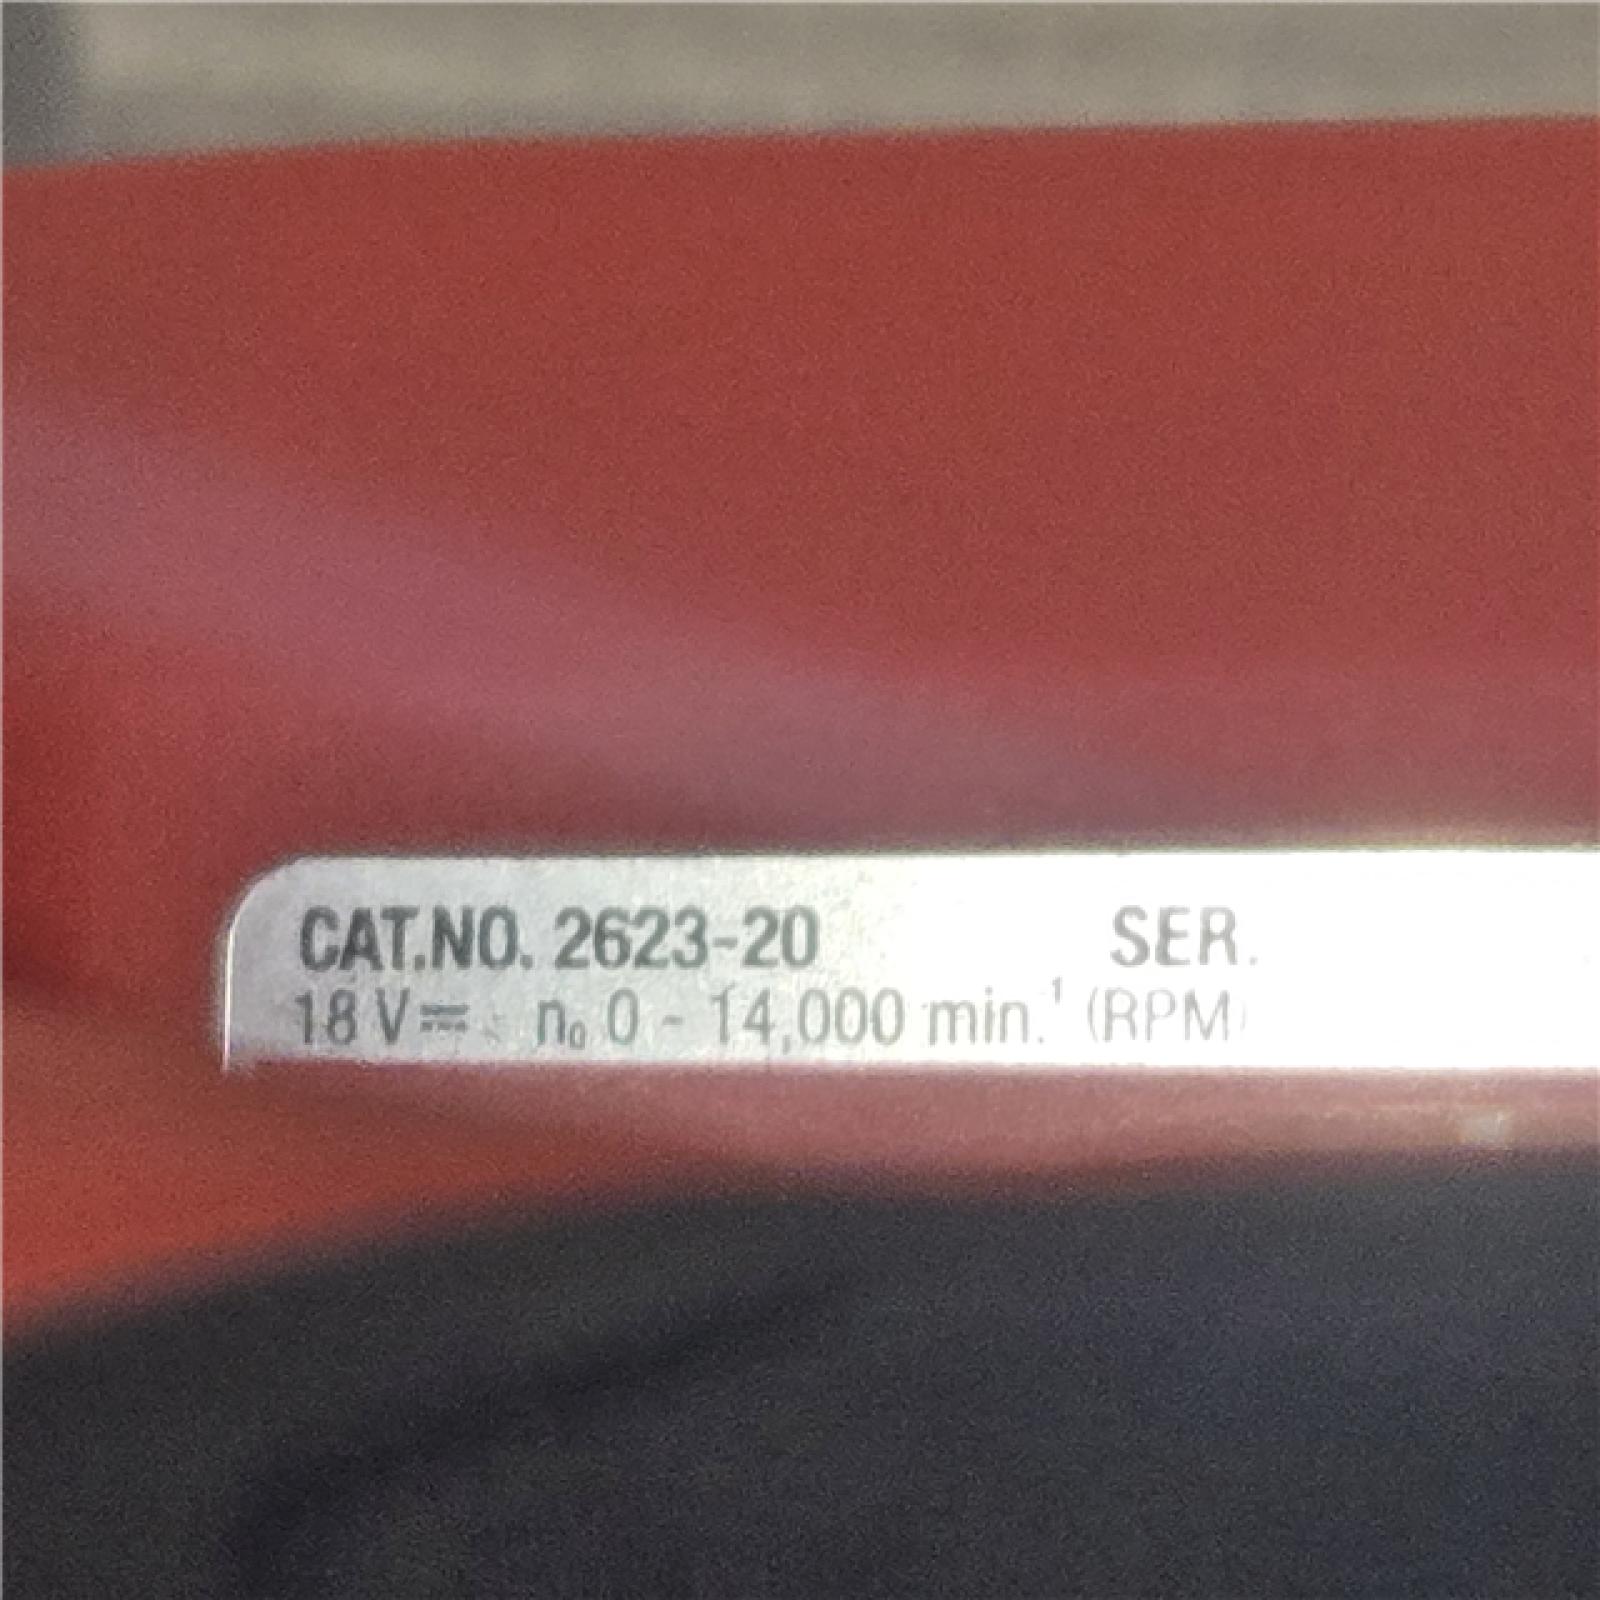 CAT.NO. 2623-20 SER.
18 V⎓ n₀ 0 - 14,000 min.⁻¹ (RPM)